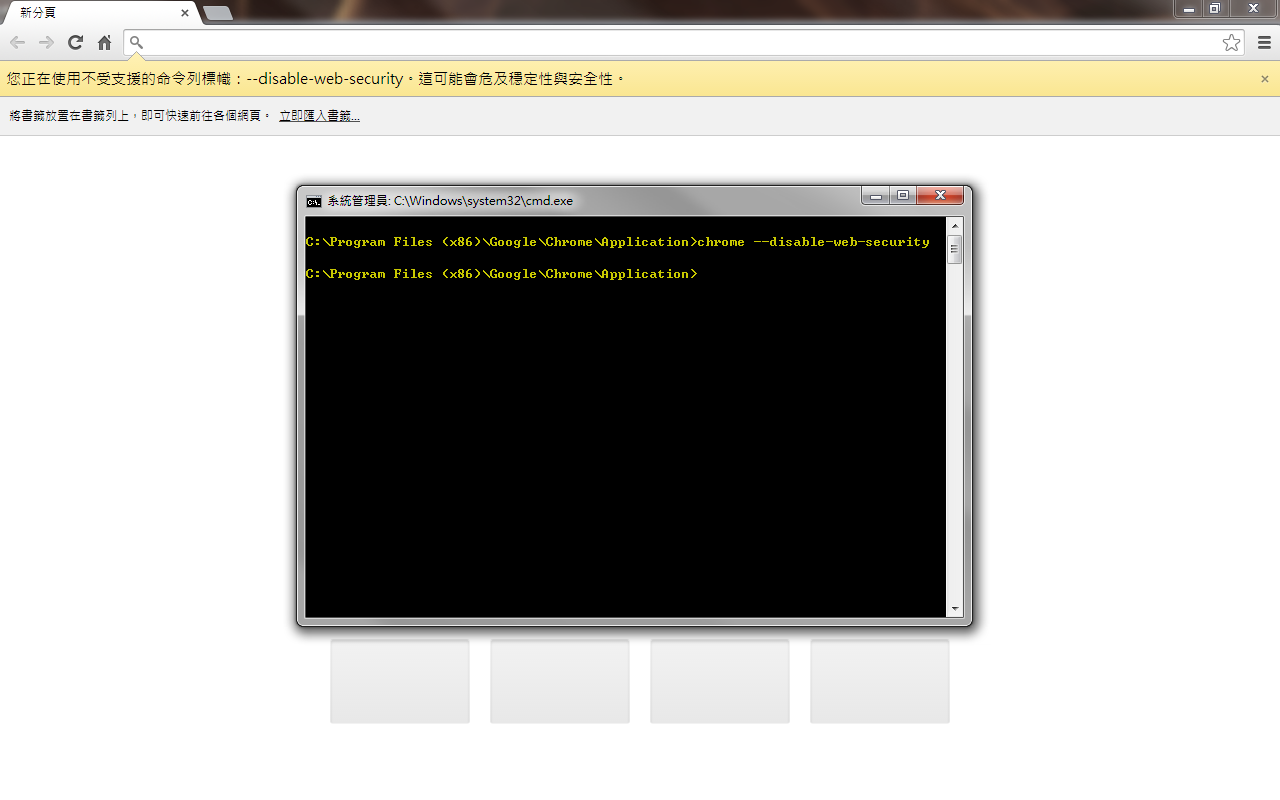 新分頁
您正在使用不受支援的命令列標幟：--disable-web-security。這可能會危及穩定性與安全性。
將書籤放置在書籤列上，即可快速前往各個網頁。 立即匯入書籤...
系統管理員: C:\Windows\system32\cmd.exe
C:\Program Files (x86)\Google\Chrome\Application>chrome --disable-web-security
C:\Program Files (x86)\Google\Chrome\Application>